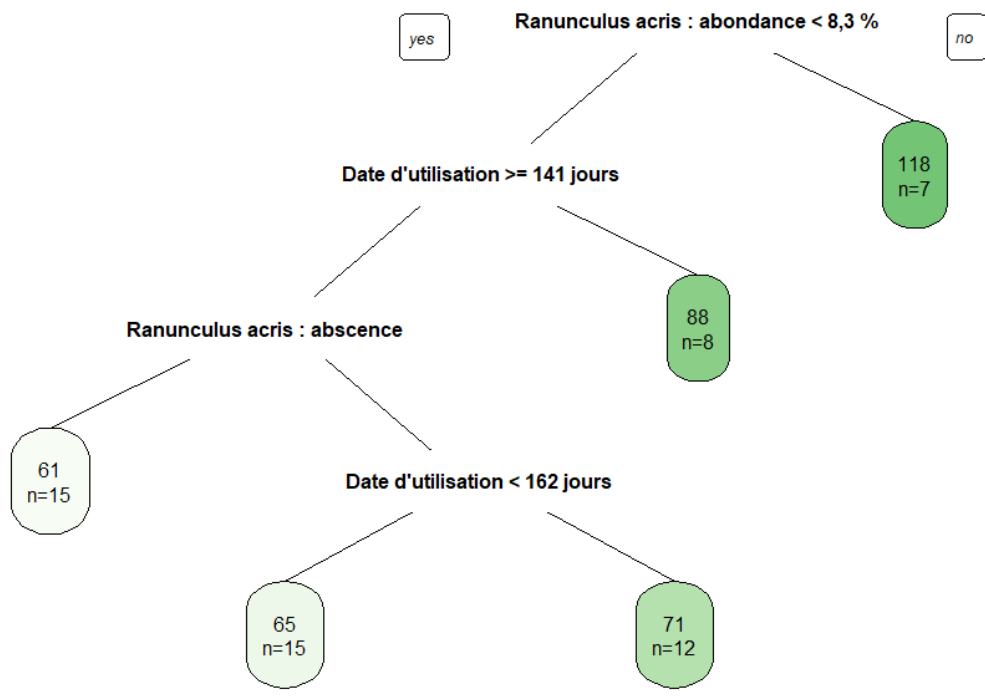 Ranunculus acris : abondance < 8,3 %
yes
no
118
n=7
Date d'utilisation >= 141 jours
88
n=8
Ranunculus acris : abscence
61
n=15
Date d'utilisation < 162 jours
65
n=15
71
n=12